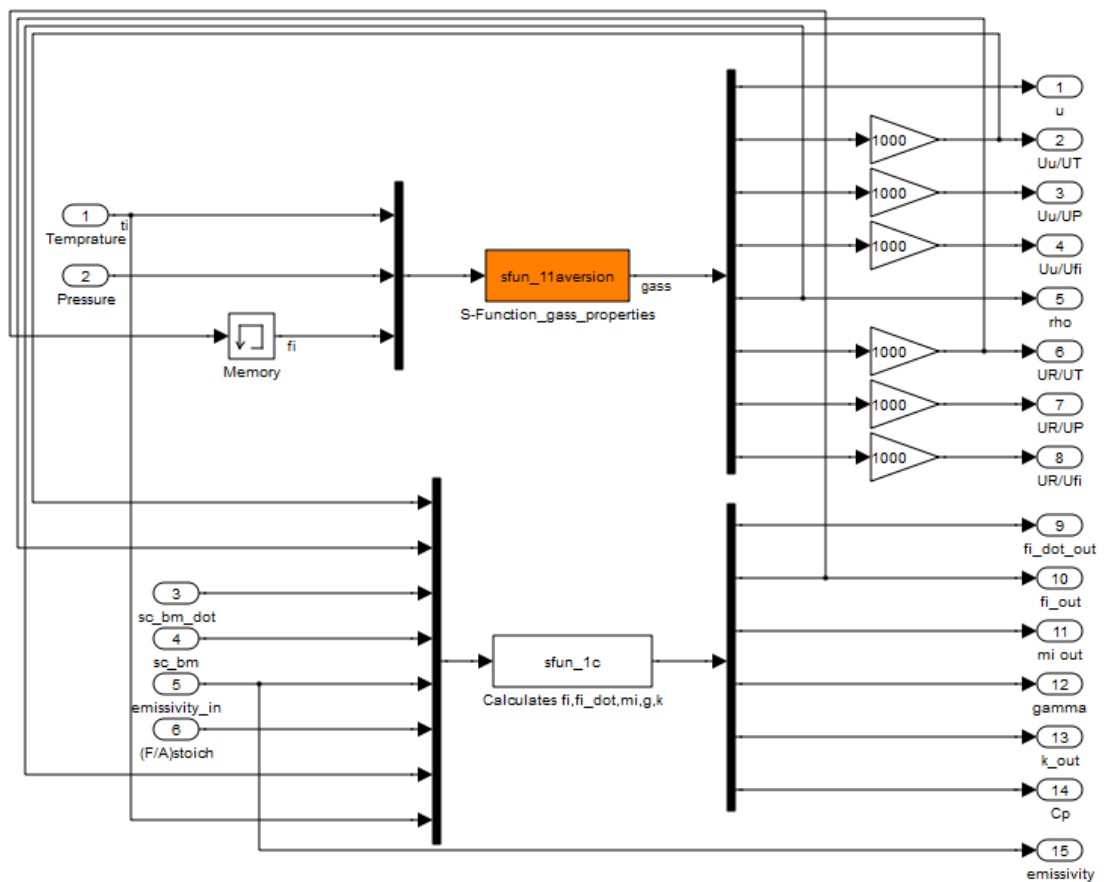 1
u
1000
2
Uu/UT
1000
3
Uu/UP
1
ti
Temprature
1000
4
Uu/Ufi
2
Pressure
sfun_11aversion
gass
S-Function_gass_properties
5
rho
fi
Memory
1000
6
UR/UT
1000
7
UR/UP
1000
8
UR/Ufi
9
fi_dot_out
3
sc_bm_dot
10
fi_out
4
sc_bm
11
mi out
sfun_1c
Calculates fi,fi_dot,mi,g,k
5
emissivity_in
12
gamma
6
(F/A)stoich
13
k_out
14
Cp
15
emissivity